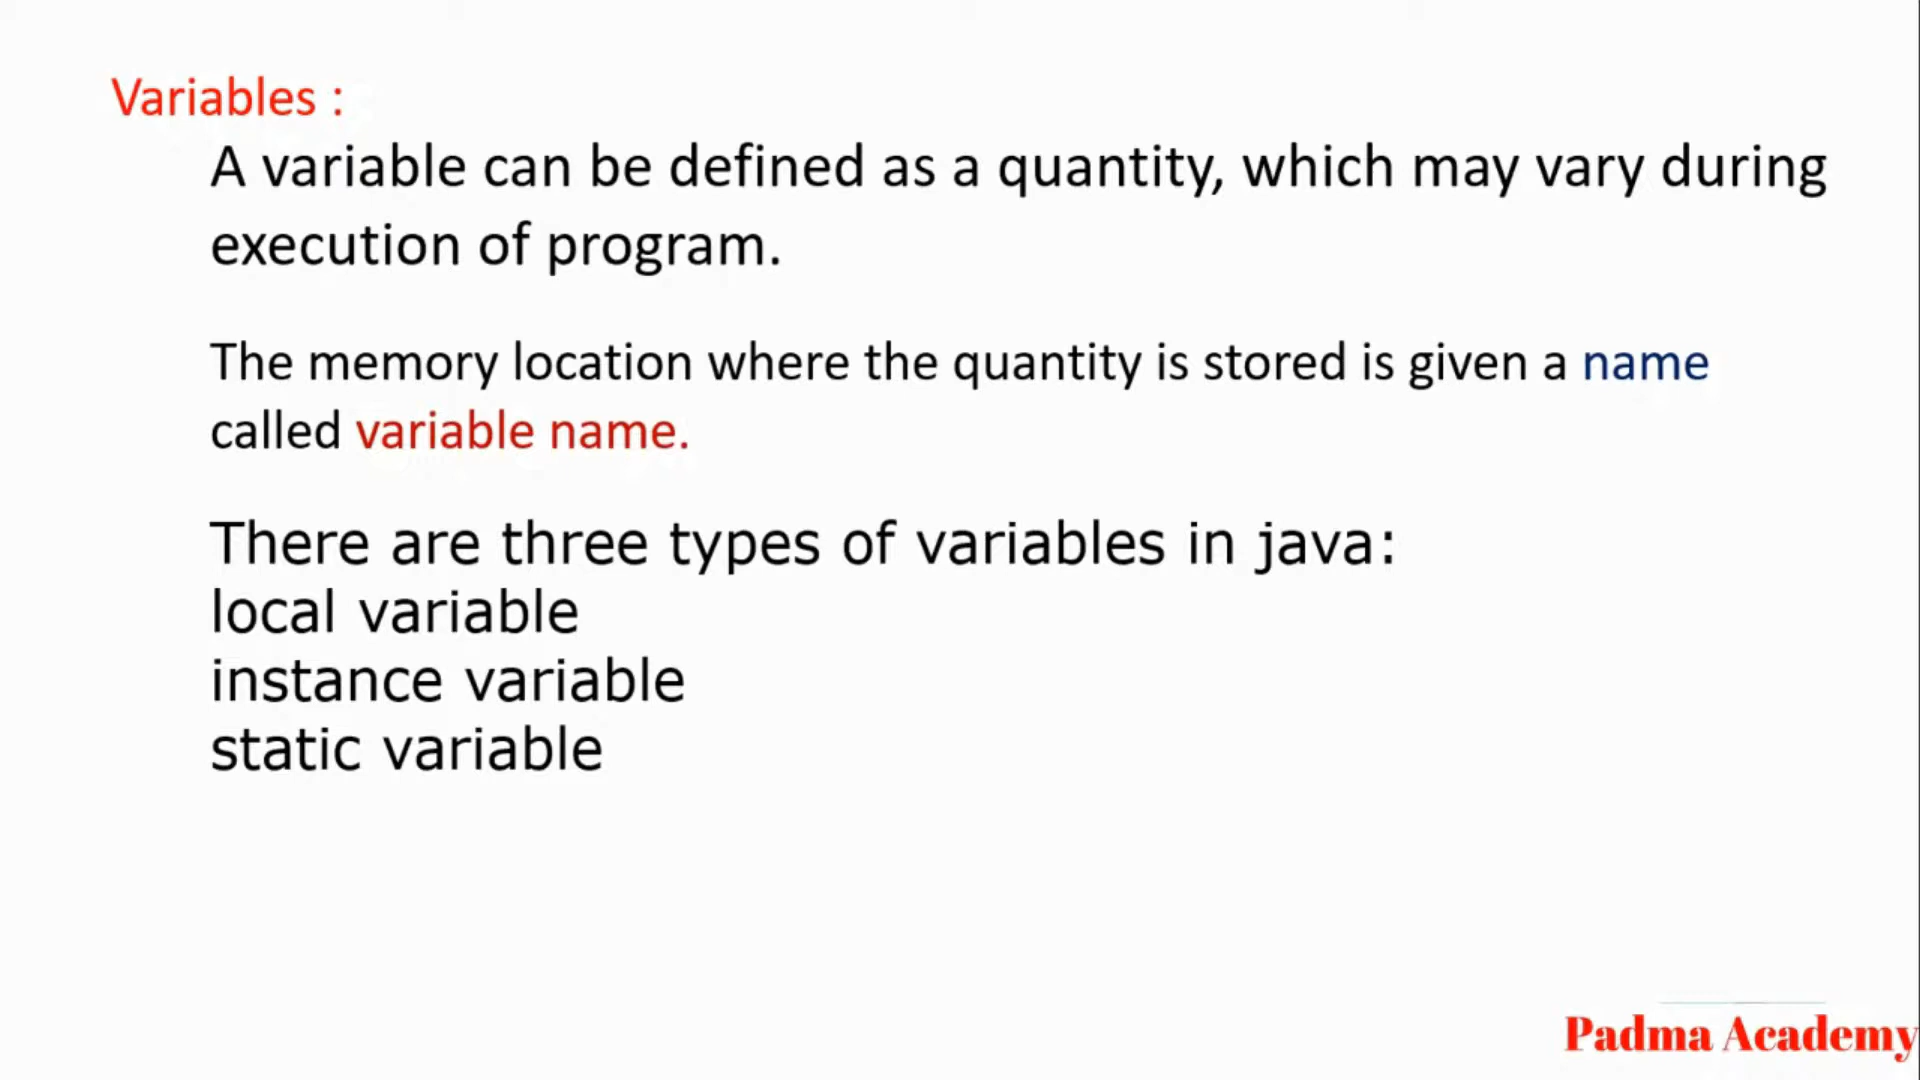 Variables :
A variable can be defined as a quantity, which may vary during
execution of program.
The memory location where the quantity is stored is given a name
called variable name.
There are three types of variables in java:
local variable
instance variable
static variable
Padma Academy